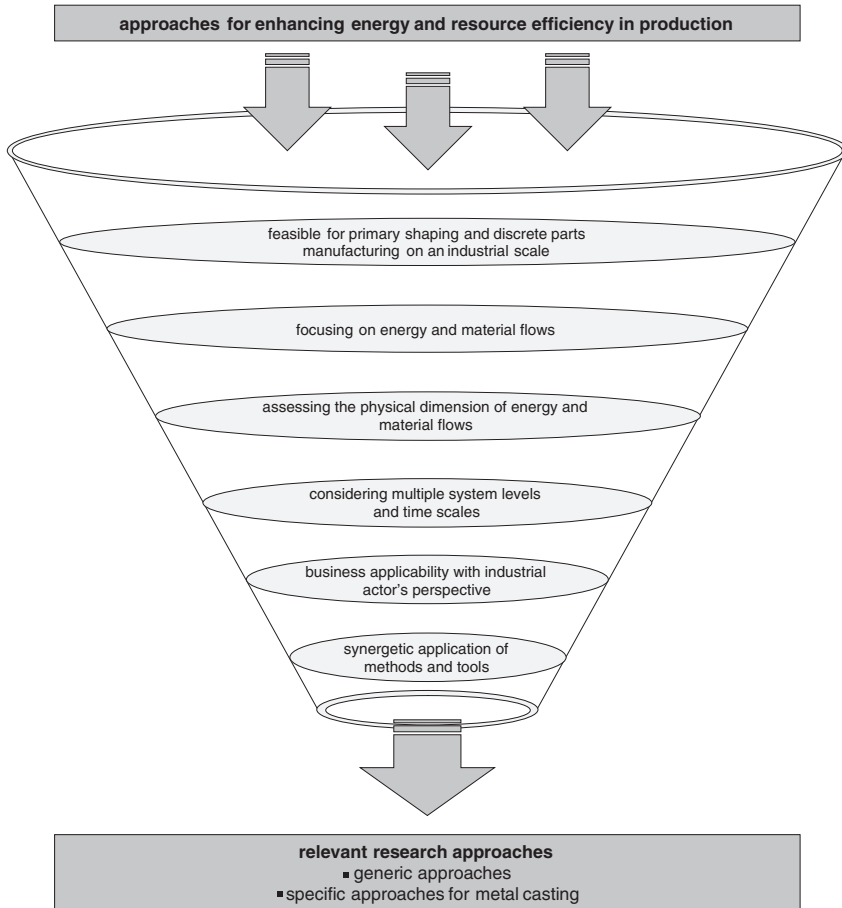 approaches for enhancing energy and resource efficiency in production
feasible for primary shaping and discrete parts
manufacturing on an industrial scale
focusing on energy and material flows
assessing the physical dimension of energy and
material flows
considering multiple system levels
and time scales
business applicability with industrial
actor's perspective
synergetic application of
methods and tools
relevant research approaches
▪ generic approaches
▪ specific approaches for metal casting